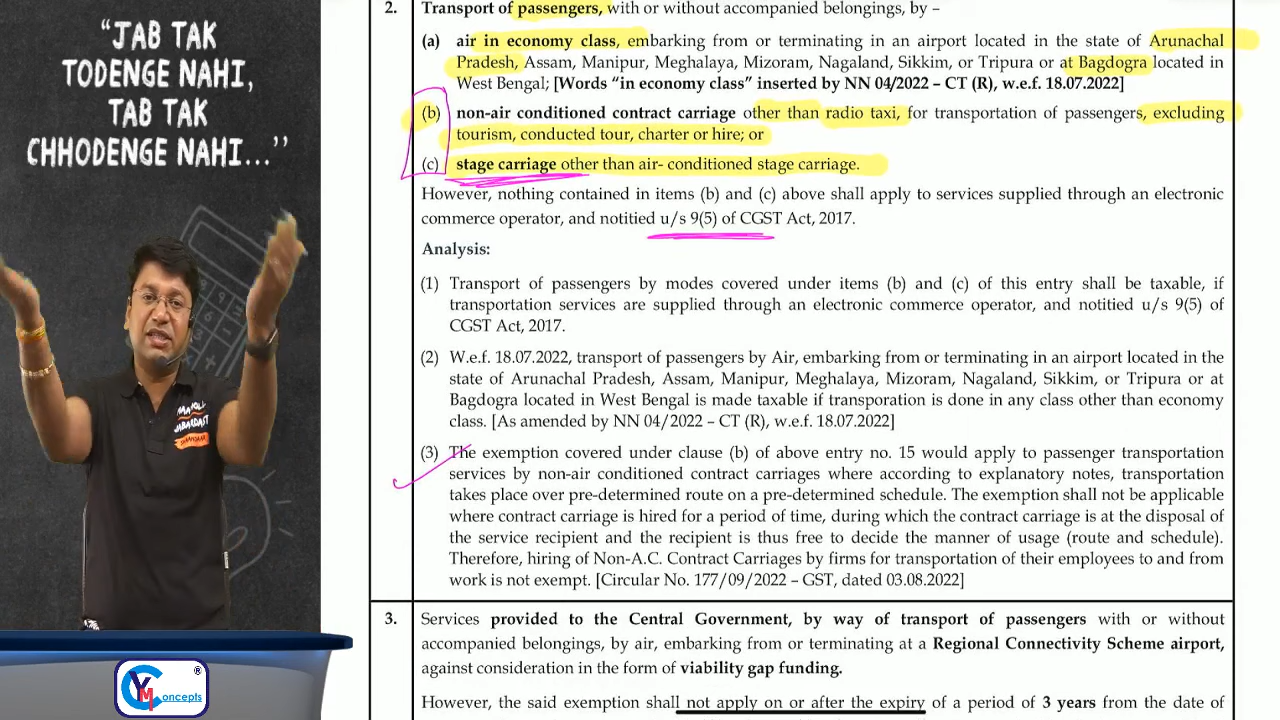 “JAB TAK
TODENGE NAHI,
TAB TAK
CHHODENGE NAHI...’’
MAUJ
JABARDAST
®
CYM
Concepts
2. Transport of passengers, with or without accompanied belongings, by –
(a) air in economy class, embarking from or terminating in an airport located in the state of Arunachal
Pradesh, Assam, Manipur, Meghalaya, Mizoram, Nagaland, Sikkim, or Tripura or at Bagdogra located in
West Bengal; [Words “in economy class” inserted by NN 04/2022 – CT (R), w.e.f. 18.07.2022]
(b) non-air conditioned contract carriage other than radio taxi, for transportation of passengers, excluding
tourism, conducted tour, charter or hire; or
(c) stage carriage other than air- conditioned stage carriage.
However, nothing contained in items (b) and (c) above shall apply to services supplied through an electronic
commerce operator, and notitied u/s 9(5) of CGST Act, 2017.
Analysis:
(1) Transport of passengers by modes covered under items (b) and (c) of this entry shall be taxable, if
transportation services are supplied through an electronic commerce operator, and notitied u/s 9(5) of
CGST Act, 2017.
(2) W.e.f. 18.07.2022, transport of passengers by Air, embarking from or terminating in an airport located in the
state of Arunachal Pradesh, Assam, Manipur, Meghalaya, Mizoram, Nagaland, Sikkim, or Tripura or at
Bagdogra located in West Bengal is made taxable if transporation is done in any class other than economy
class. [As amended by NN 04/2022 – CT (R), w.e.f. 18.07.2022]
(3) The exemption covered under clause (b) of above entry no. 15 would apply to passenger transportation
services by non-air conditioned contract carriages where according to explanatory notes, transportation
takes place over pre-determined route on a pre-determined schedule. The exemption shall not be applicable
where contract carriage is hired for a period of time, during which the contract carriage is at the disposal of
the service recipient and the recipient is thus free to decide the manner of usage (route and schedule).
Therefore, hiring of Non-A.C. Contract Carriages by firms for transportation of their employees to and from
work is not exempt. [Circular No. 177/09/2022 – GST, dated 03.08.2022]
3. Services provided to the Central Government, by way of transport of passengers with or without
accompanied belongings, by air, embarking from or terminating at a Regional Connectivity Scheme airport,
against consideration in the form of viability gap funding.
However, the said exemption shall not apply on or after the expiry of a period of 3 years from the date of